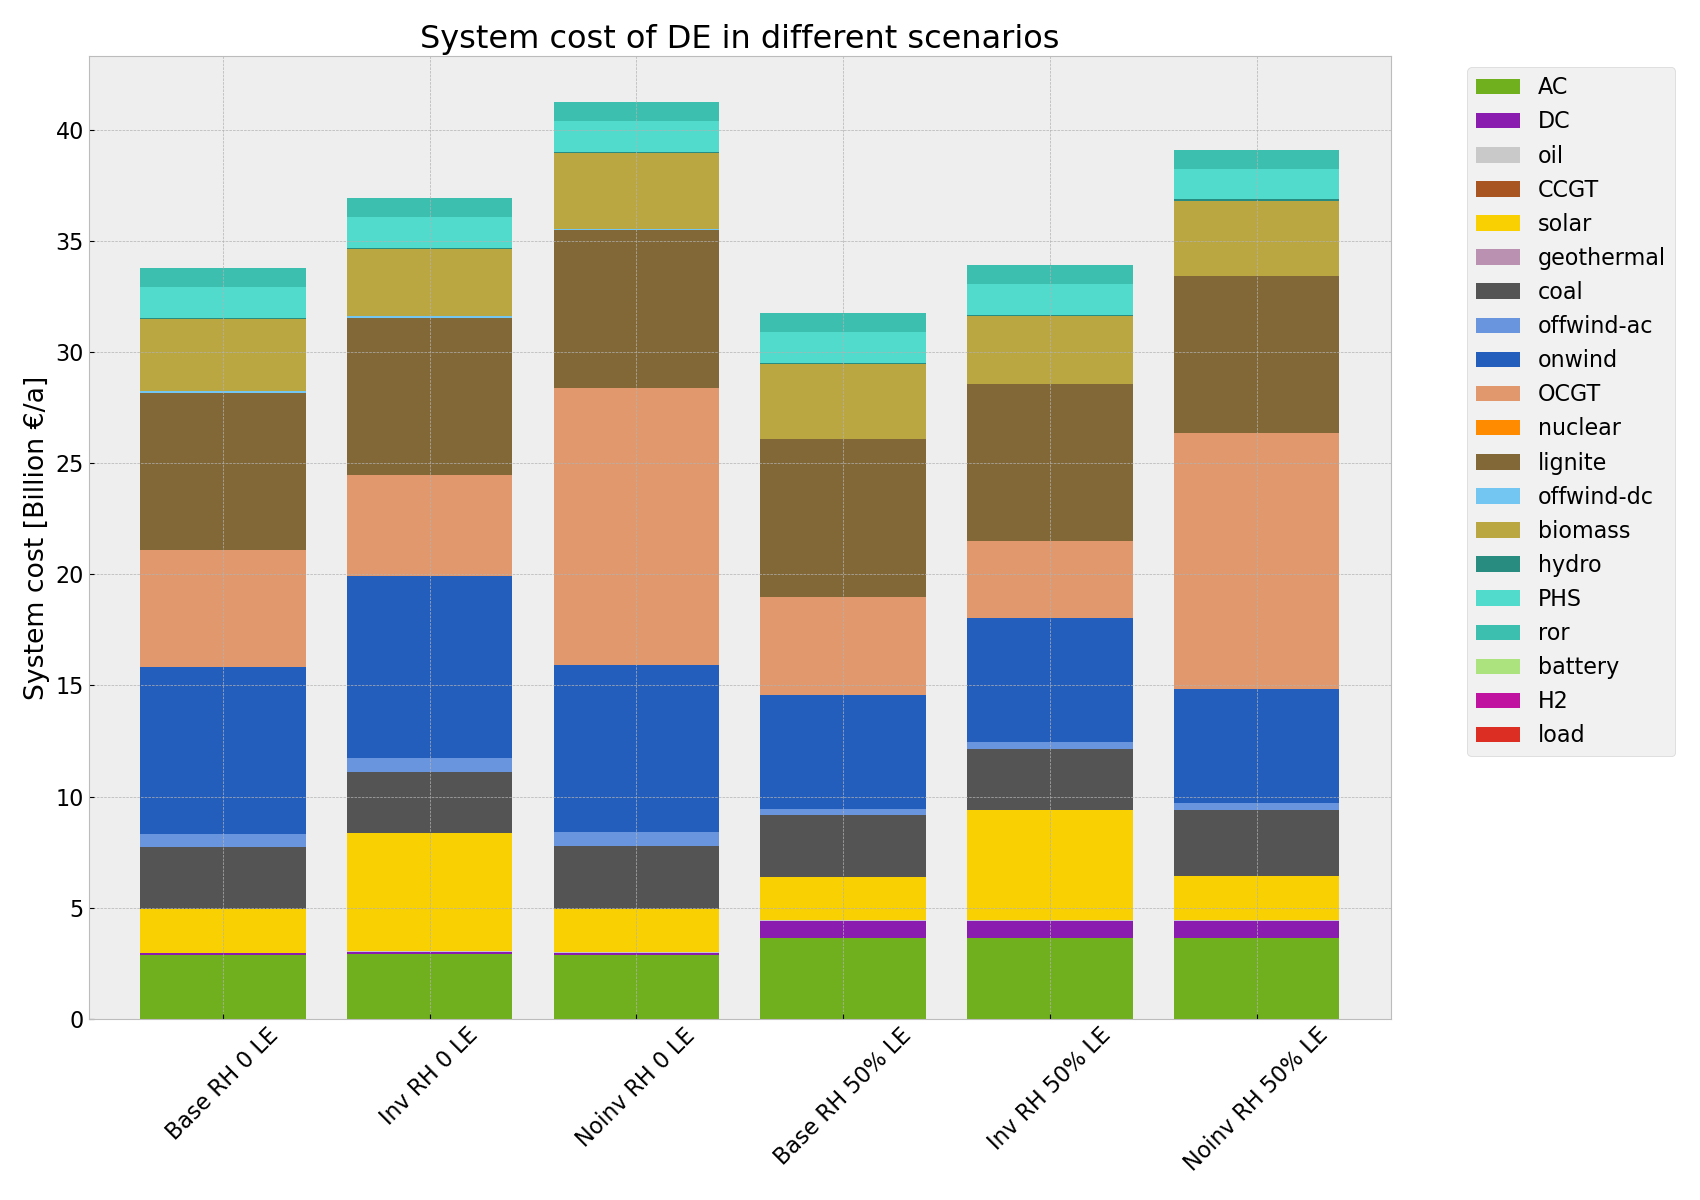 System cost of DE in different scenarios
System cost [Billion €/a]
40
35
30
25
20
15
10
5
0
Base RH 0 LE
Inv RH 0 LE
Noinv RH 0 LE
Base RH 50% LE
Inv RH 50% LE
Noinv RH 50% LE
AC
DC
oil
CCGT
solar
geothermal
coal
offwind-ac
onwind
OCGT
nuclear
lignite
offwind-dc
biomass
hydro
PHS
ror
battery
H2
load